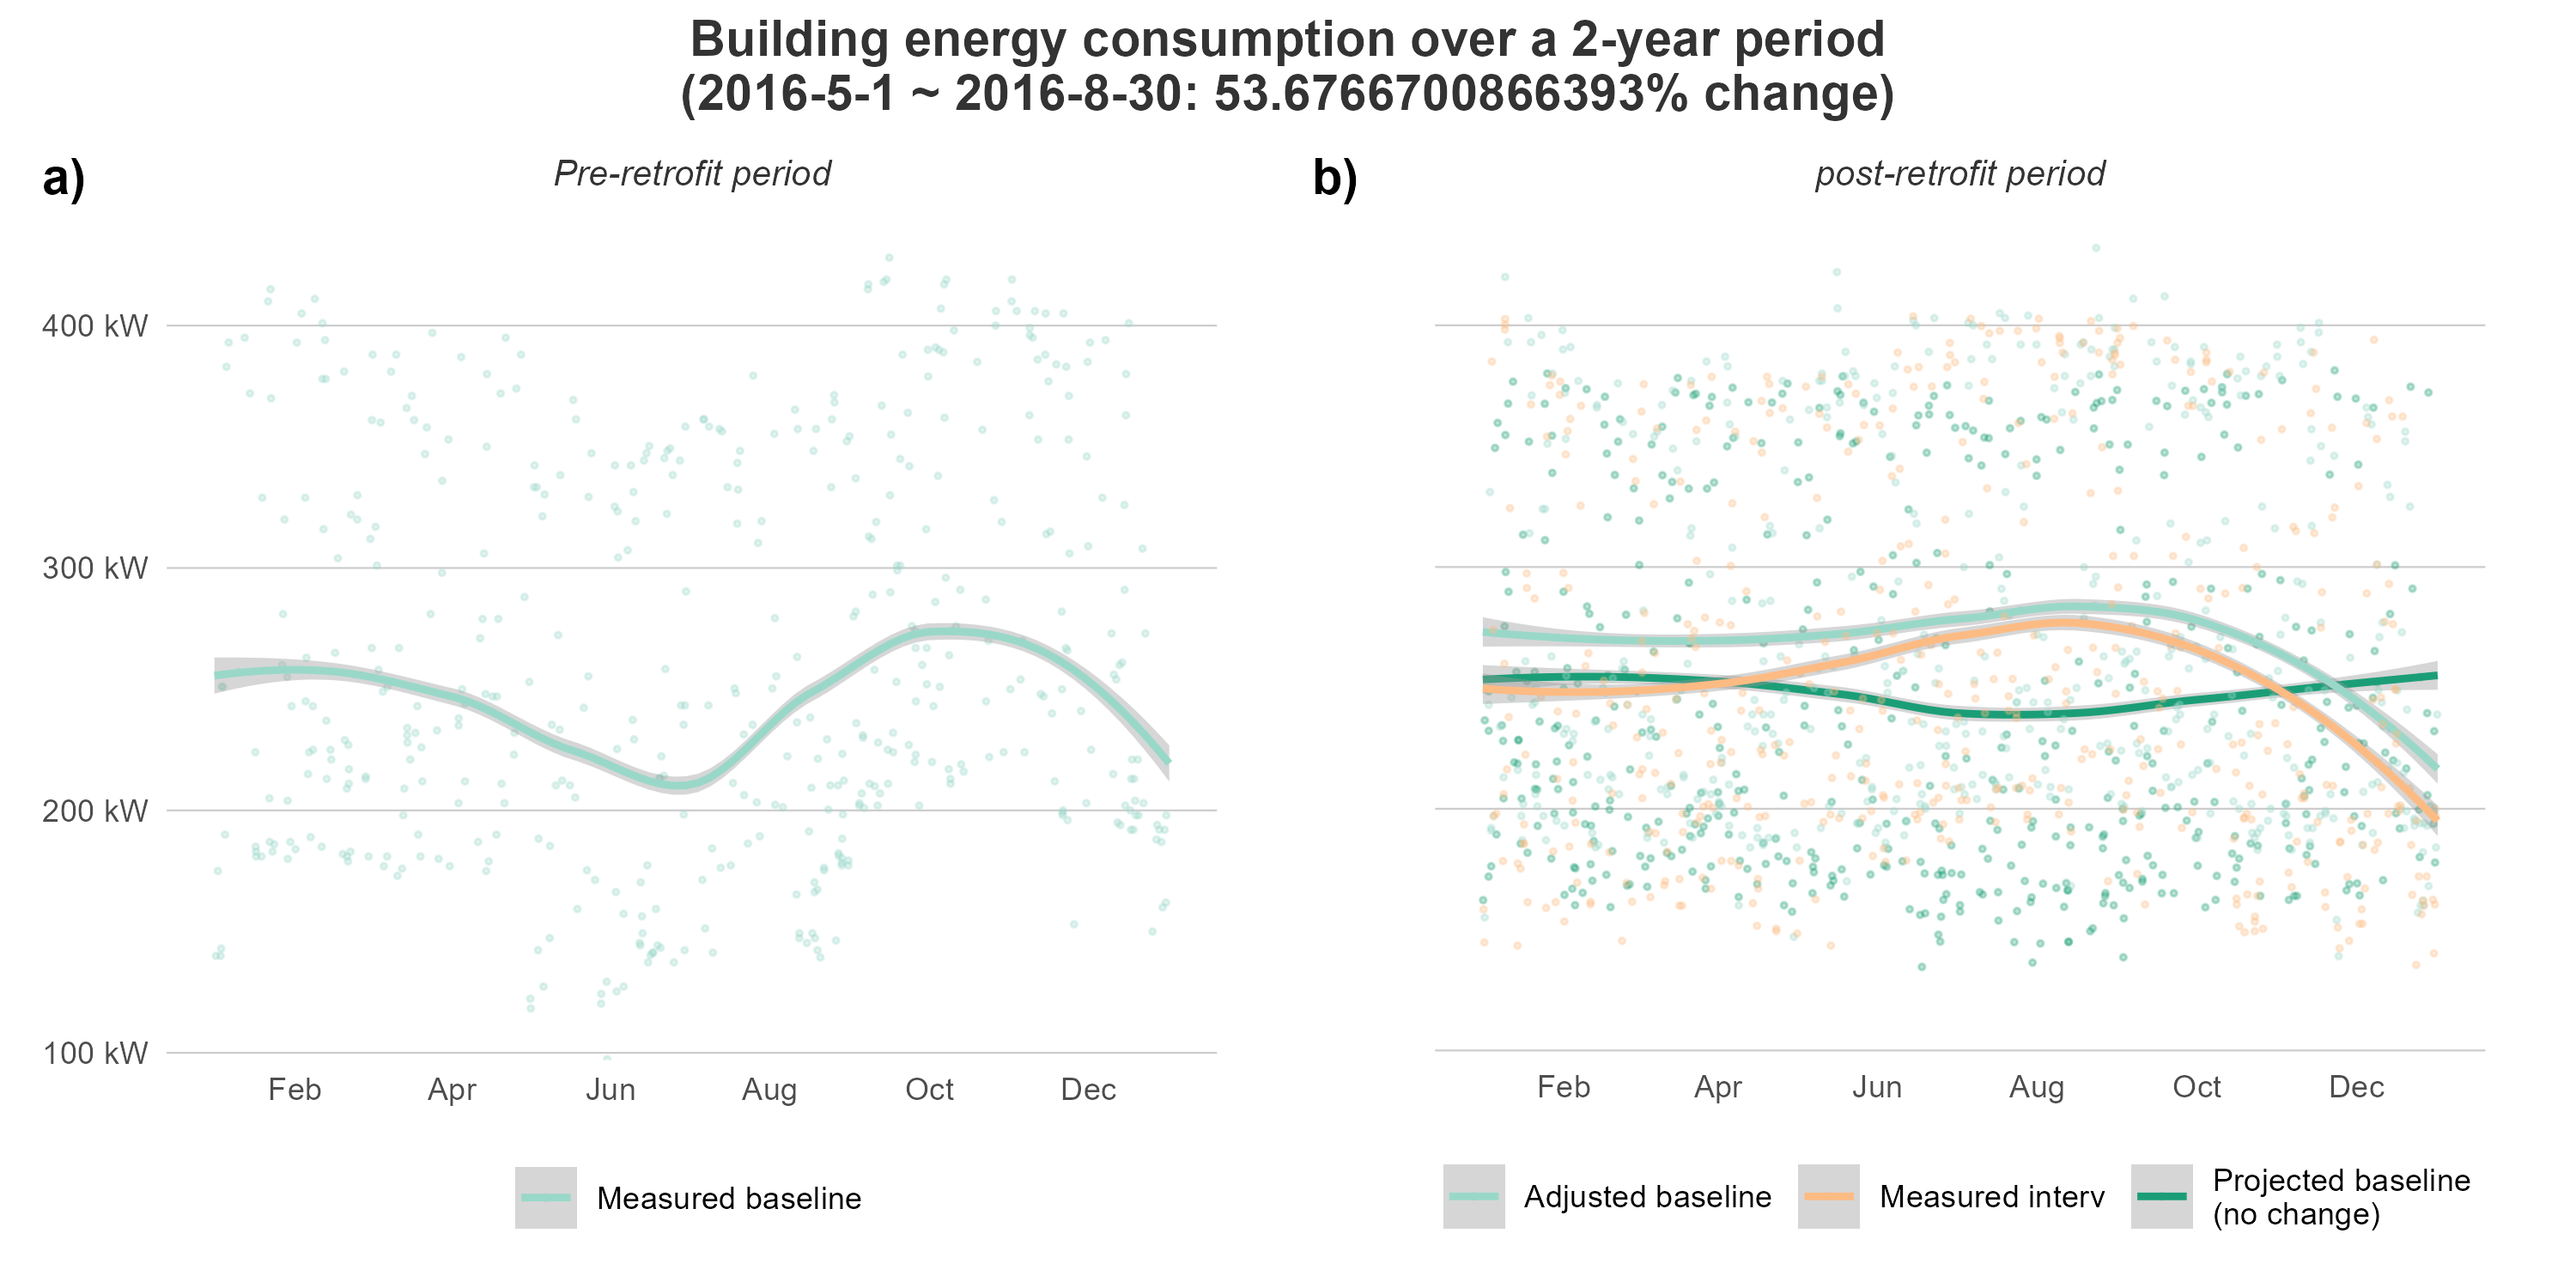 Building energy consumption over a 2-year period
(2016-5-1 ~ 2016-8-30: 53.6766700866393% change)
a)
Pre-retrofit period
400 kW
300 kW
200 kW
100 kW
Feb Apr Jun Aug Oct Dec
Measured baseline
b)
post-retrofit period
Feb Apr Jun Aug Oct Dec
Adjusted baseline
Measured interv
Projected baseline
(no change)